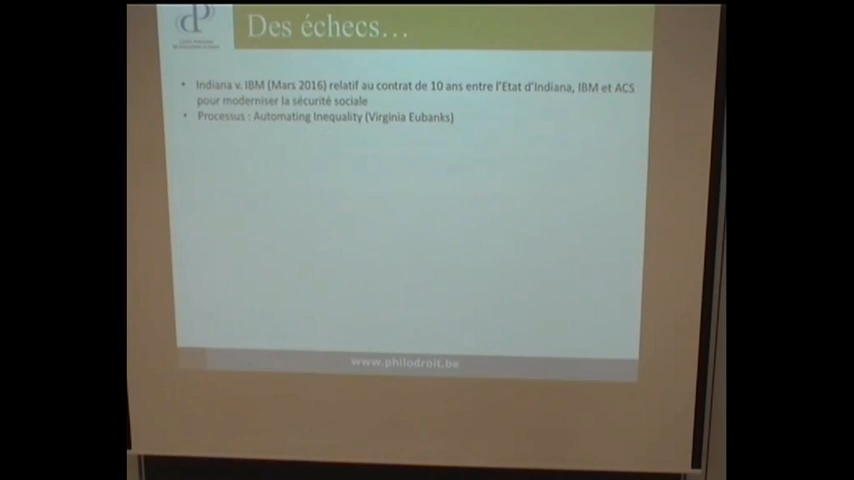 Des échecs...
• Indiana v. IBM (Mars 2016) relatif au contrat de 10 ans entre l'Etat d'Indiana, IBM et ACS
pour moderniser la sécurité sociale
• Processus : Automating Inequality (Virginia Eubanks)
www.philodroit.be